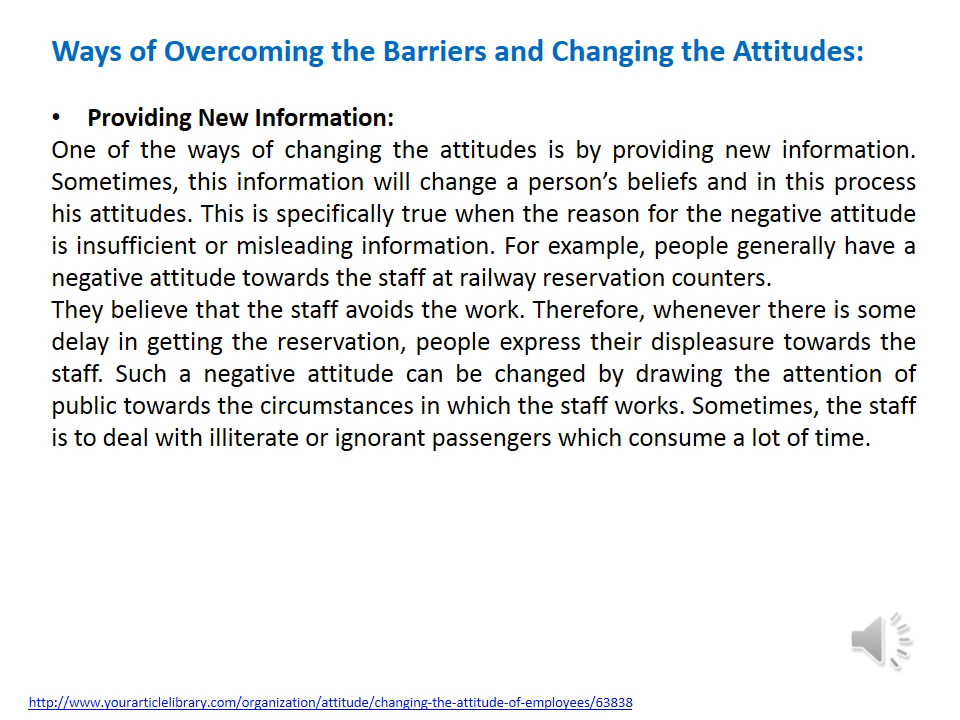 Ways of Overcoming the Barriers and Changing the Attitudes:
• Providing New Information:
One of the ways of changing the attitudes is by providing new information.
Sometimes, this information will change a person’s beliefs and in this process
his attitudes. This is specifically true when the reason for the negative attitude
is insufficient or misleading information. For example, people generally have a
negative attitude towards the staff at railway reservation counters.
They believe that the staff avoids the work. Therefore, whenever there is some
delay in getting the reservation, people express their displeasure towards the
staff. Such a negative attitude can be changed by drawing the attention of
public towards the circumstances in which the staff works. Sometimes, the staff
is to deal with illiterate or ignorant passengers which consume a lot of time.
http://www.yourarticlelibrary.com/organization/attitude/changing-the-attitude-of-employees/63838